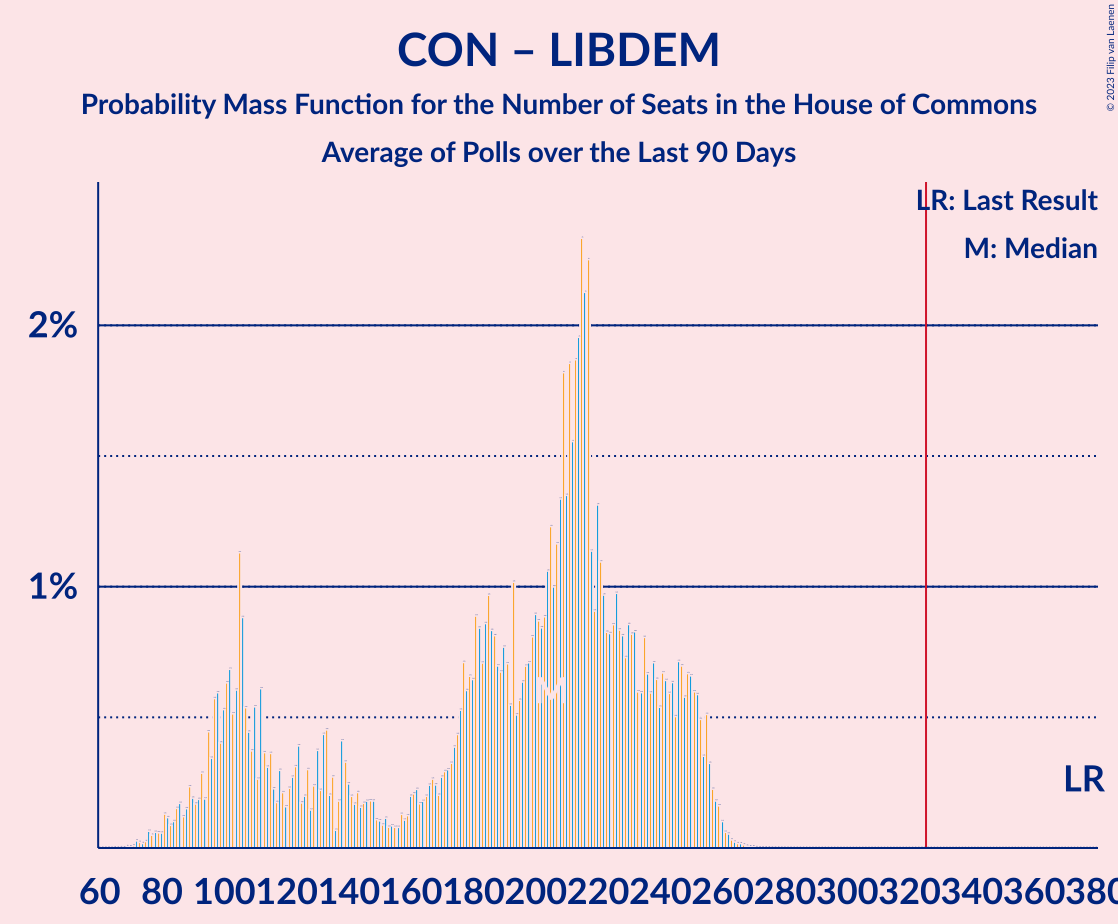 CON – LIBDEM
Probability Mass Function for the Number of Seats in the House of Commons
Average of Polls over the Last 90 Days
© 2023 Filip van Laenen
LR: Last Result
M: Median
2%
1%
M
LR
60 80 100 120 140 160 180 200 220 240 260 280 300 320 340 360 380